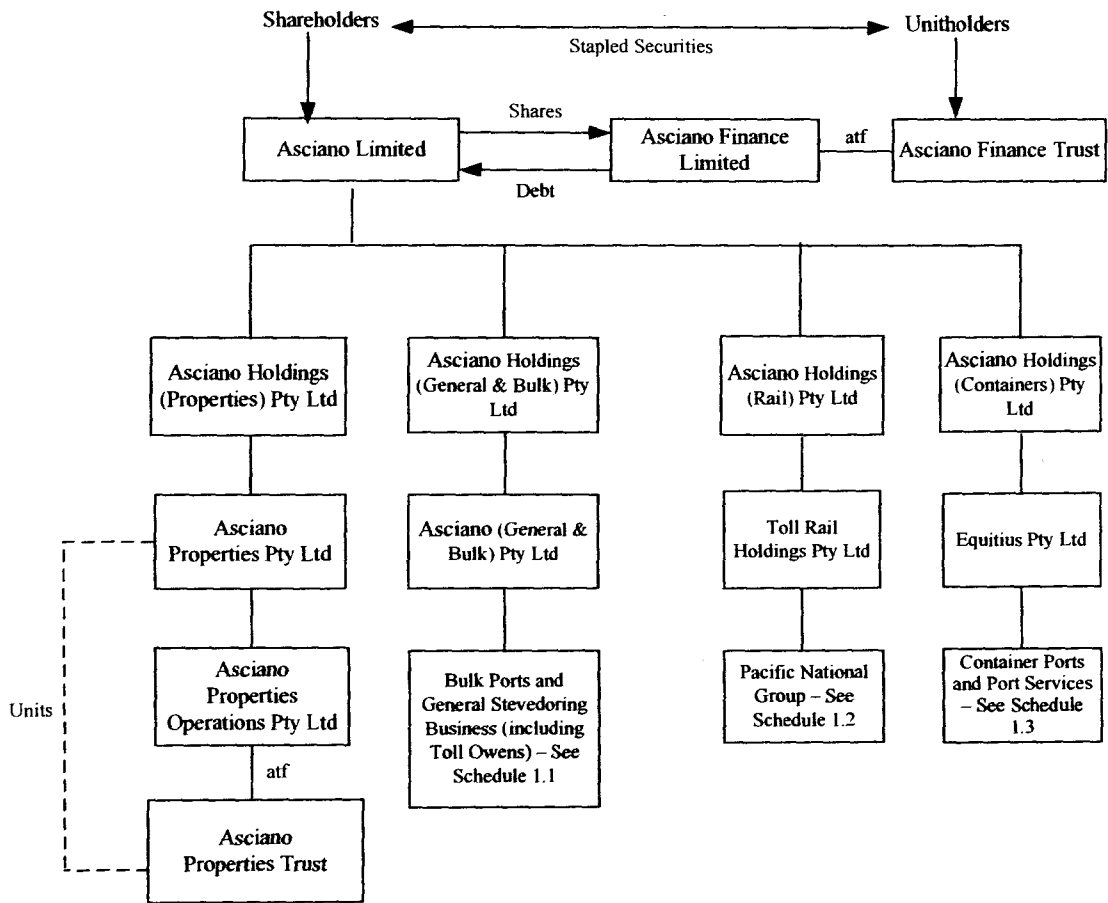 Shareholders
Unitholders
Stapled Securities
Shares
Asciano Limited
Asciano Finance
Limited
atf
Asciano Finance Trust
Debt
Asciano Holdings
(Properties) Pty Ltd
Asciano Holdings
(General & Bulk) Pty
Ltd
Asciano Holdings
(Rail) Pty Ltd
Asciano Holdings
(Containers) Pty
Ltd
Asciano
Properties Pty Ltd
Asciano (General &
Bulk) Pty Ltd
Toll Rail
Holdings Pty Ltd
Equitius Pty Ltd
Units
Asciano
Properties
Operations Pty Ltd
Bulk Ports and
General Stevedoring
Business (including
Toll Owens) – See
Schedule 1.1
Pacific National
Group – See
Schedule 1.2
Container Ports
and Port Services
– See Schedule
1.3
atf
Asciano
Properties Trust